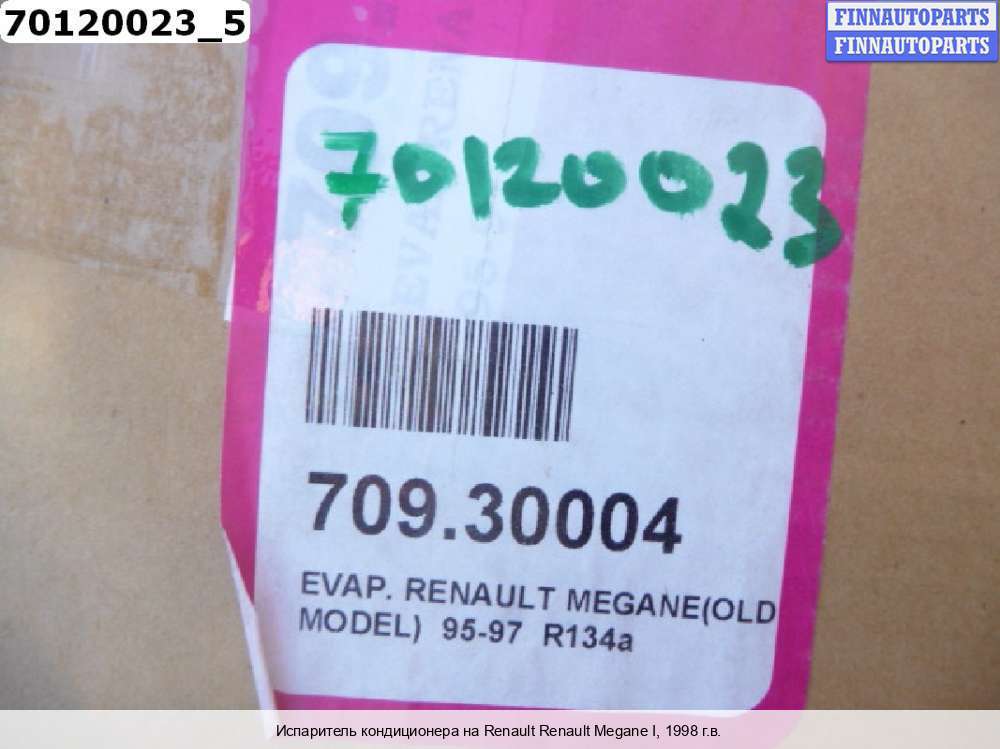 70120023_5
FINNAUTOPARTS
FINNAUTOPARTS
70120023
709.30004
EVAP. RENAULT MEGANE(OLD
MODEL) 95-97 R134a
Испаритель кондиционера на Renault Renault Megane I, 1998 г.в.